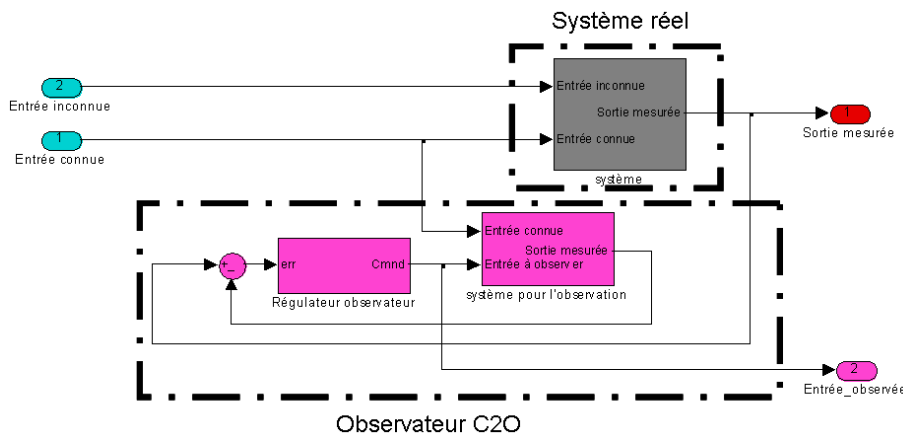 Système réel
2
Entrée inconnue
1
Entrée connue
Entrée inconnue
Sortie mesurée
Entrée connue
système
1
Sortie mesurée
+
-
err
Cmnd
Régulateur observateur
Entrée connue
Sortie mesurée
Entrée à observer
système pour l'observation
2
Entrée_observée
Observateur C2O